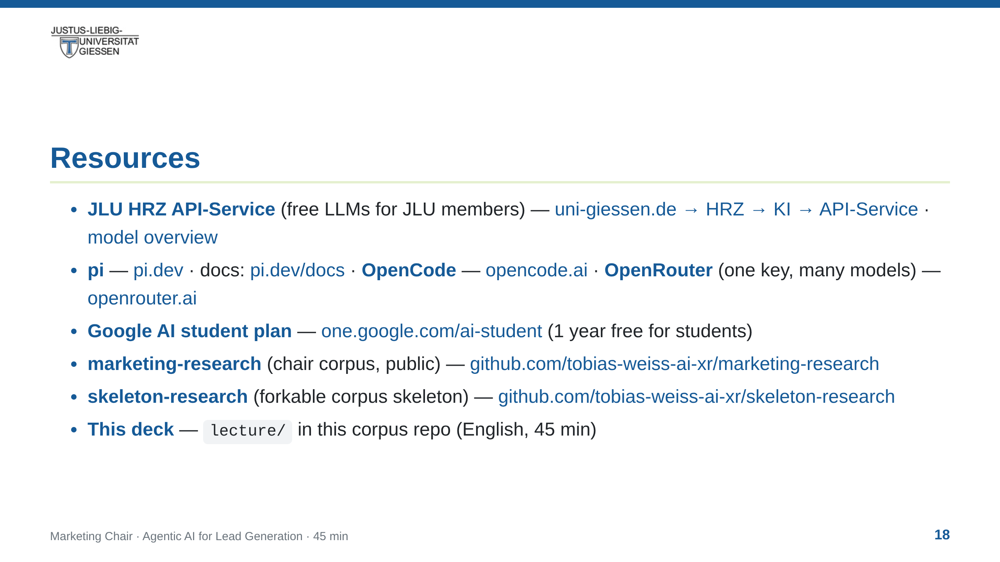 JUSTUS-LIEBIG-
UNIVERSITÄT
GIESSEN
Resources
• JLU HRZ API-Service (free LLMs for JLU members) — uni-giessen.de → HRZ → KI → API-Service ·
model overview
• pi — pi.dev · docs: pi.dev/docs · OpenCode — opencode.ai · OpenRouter (one key, many models) —
openrouter.ai
• Google AI student plan — one.google.com/ai-student (1 year free for students)
• marketing-research (chair corpus, public) — github.com/tobias-weiss-ai-xr/marketing-research
• skeleton-research (forkable corpus skeleton) — github.com/tobias-weiss-ai-xr/skeleton-research
• This deck — lecture/ in this corpus repo (English, 45 min)
Marketing Chair · Agentic AI for Lead Generation · 45 min
18